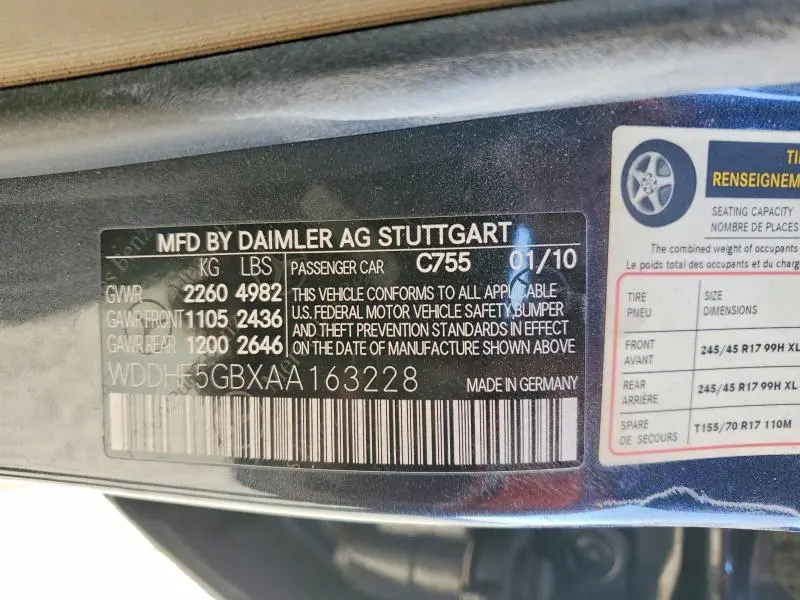 MFD BY DAIMLER AG STUTTGART
KG LBS PASSENGER CAR C755 01/10
GVWR 2260 4982
GAWR FRONT 1105 2436
GAWR REAR 1200 2646
THIS VEHICLE CONFORMS TO ALL APPLICABLE
U.S. FEDERAL MOTOR VEHICLE SAFETY, BUMPER
AND THEFT PREVENTION STANDARDS IN EFFECT
ON THE DATE OF MANUFACTURE SHOWN ABOVE
WDDHF5GBXAA163228 MADE IN GERMANY
TI
RENSEIGNEM
SEATING CAPACITY
NOMBRE DE PLACES
The combined weight of occupants
Le poids total des occupants et du charg
TIRE SIZE
PNEU DIMENSIONS
FRONT
AVANT 245/45 R17 99H XL
REAR
ARRIÈRE 245/45 R17 99H XL
SPARE
DE SECOURS T155/70 R17 110M